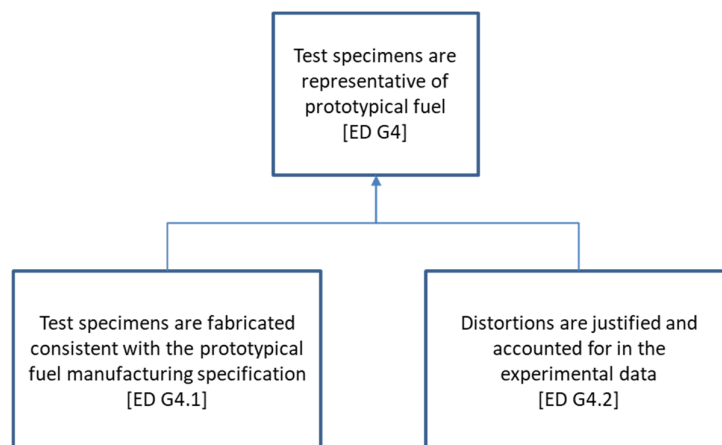 Test specimens are
representative of
prototypical fuel
[ED G4]
Test specimens are fabricated
consistent with the prototypical
fuel manufacturing specification
[ED G4.1]
Distortions are justified and
accounted for in the
experimental data
[ED G4.2]